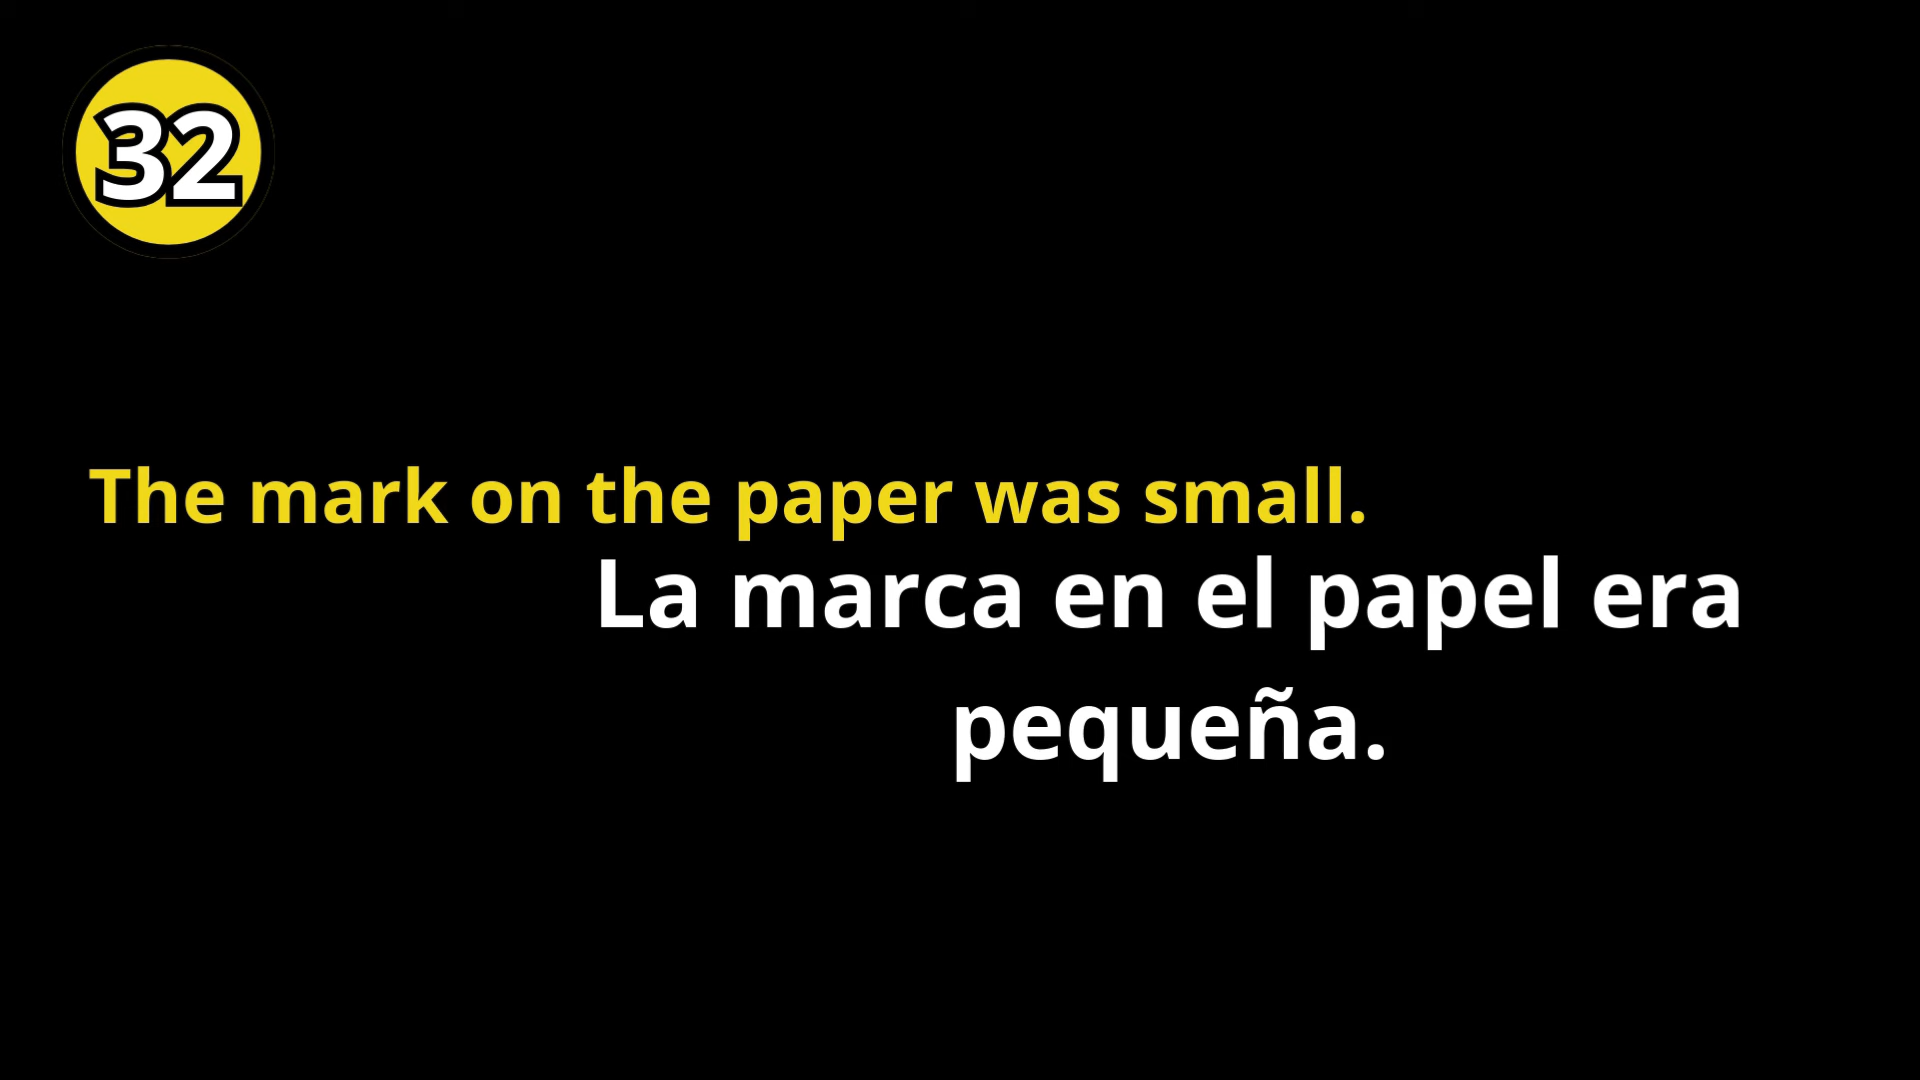 32
The mark on the paper was small.
La marca en el papel era
pequeña.